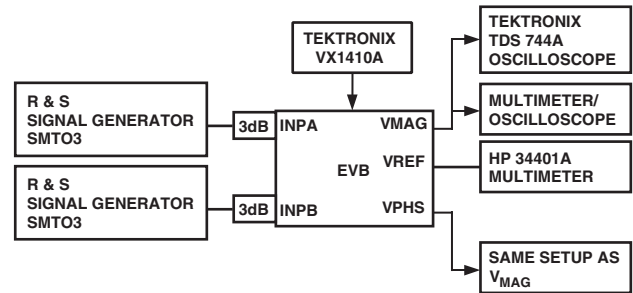 TEKTRONIX
VX1410A
TEKTRONIX
TDS 744A
OSCILLOSCOPE
R & S
SIGNAL GENERATOR
SMTO3
3dB
INPA
VMAG
MULTIMETER/
OSCILLOSCOPE
EVB
VREF
HP 34401A
MULTIMETER
R & S
SIGNAL GENERATOR
SMTO3
3dB
INPB
VPHS
SAME SETUP AS
VMAG